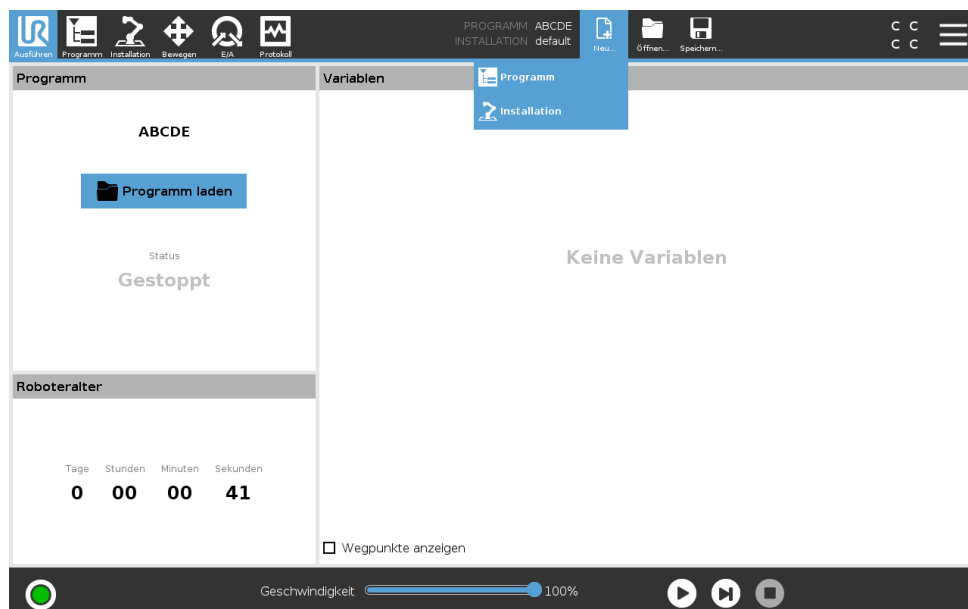 UR
Ausführen
Programm
Installation
Bewegen
E/A
Protokoll
PROGRAMM ABCDE
INSTALLATION default
Neu...
Öffnen...
Speichern...
C C
C C
Programm
Installation
Programm
ABCDE
Programm laden
Status
Gestoppt
Variablen
Keine Variablen
Wegpunkte anzeigen
Roboteralter
Tage Stunden Minuten Sekunden
0 00 00 41
Geschwindigkeit 100%